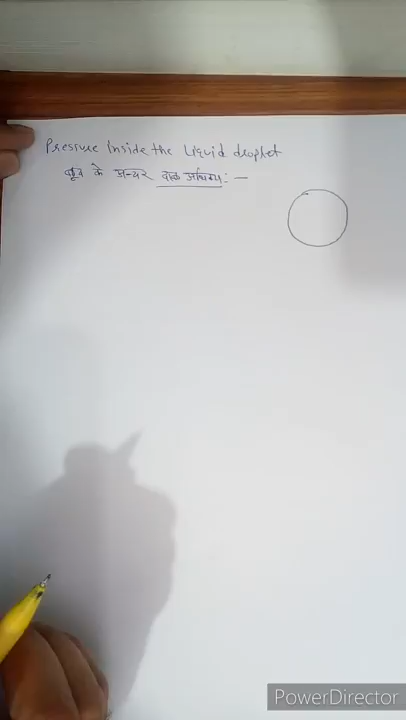 Pressure Inside the Liquid droplet
बूंद के अन्दर दाब आधिक्य : —
PowerDirector